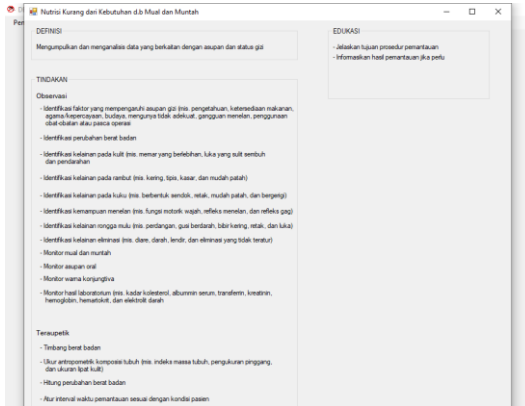 Nutrisi Kurang dari Kebutuhan d.b Mual dan Muntah
DEFINISI
Mengumpulkan dan menganalisis data yang berkaitan dengan asupan dan status gizi
EDUKASI
- Jelaskan tujuan prosedur pemantauan
- Informasikan hasil pemantauan jika perlu
TINDAKAN
Observasi
- Identifikasi faktor yang mempengaruhi asupan gizi (mis. pengetahuan, ketersediaan makanan,
agama/kepercayaan, budaya, mengunya tidak adekuat, gangguan menelan, penggunaan
obat-obatan atau pasca operasi
- Identifikasi perubahan berat badan
- Identifikasi kelainan pada kulit (mis. memar yang berlebihan, luka yang sulit sembuh
dan pendarahan
- Identifikasi kelainan pada rambut (mis. kering, tipis, kasar, dan mudah patah)
- Identifikasi kelainan pada kuku (mis. berbentuk sendok, retak, mudah patah, dan bergerigi)
- Identifikasi kemampuan menelan (mis. fungsi motorik wajah, refleks menelan, dan refleks gag)
- Identifikasi kelainan rongga mulu (mis. perdangan, gusi berdarah, bibir kering, retak, dan luka)
- Identifikasi kelainan eliminasi (mis. diare, darah, lendir, dan eliminasi yang tidak teratur)
- Monitor mual dan muntah
- Monitor asupan oral
- Monitor warna konjungtiva
- Monitor hasil laboratorium (mis. kadar kolesterol, albummin serum, transferrin, kreatinin,
hemoglobin, hematokrit, dan elektrolit darah
Teraupetik
- Timbang berat badan
- Ukur antropometrik komposisi tubuh (mis. indeks massa tubuh, pengukuran pinggang,
dan ukuran lipat kulit)
- Hitung perubahan berat badan
- Atur interval waktu pemantauan sesuai dengan kondisi pasien